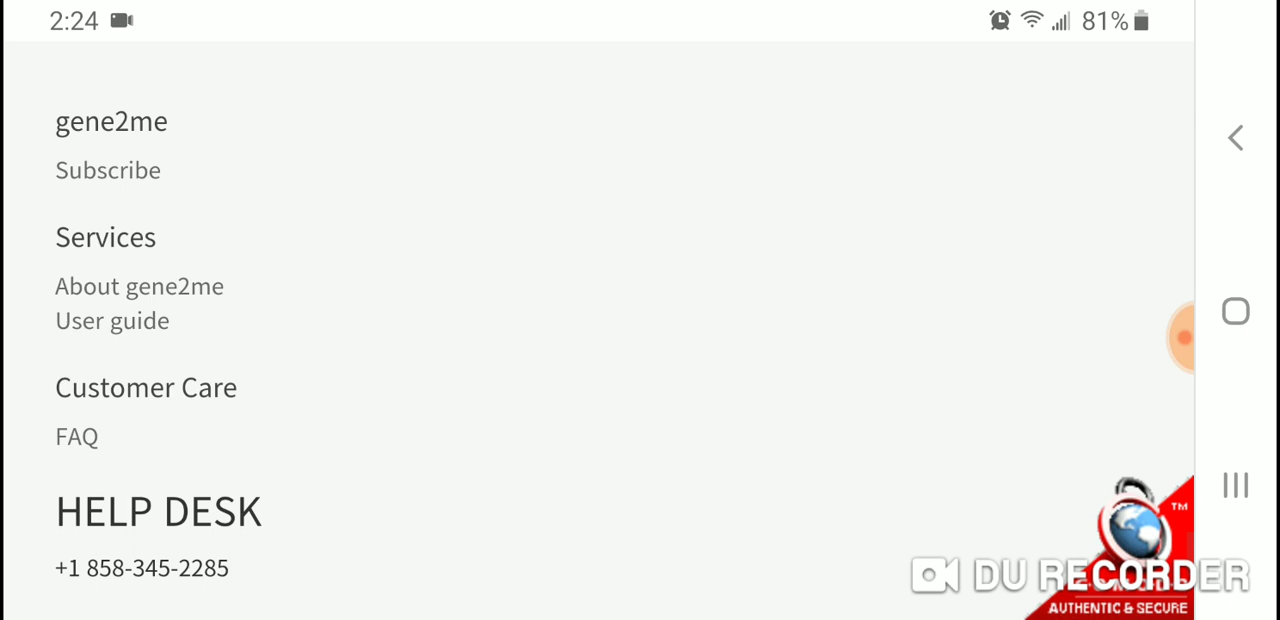 2:24
81%
gene2me
Subscribe
Services
About gene2me
User guide
Customer Care
FAQ
HELP DESK
+1 858-345-2285
TM
DU RECORDER
AUTHENTIC & SECURE